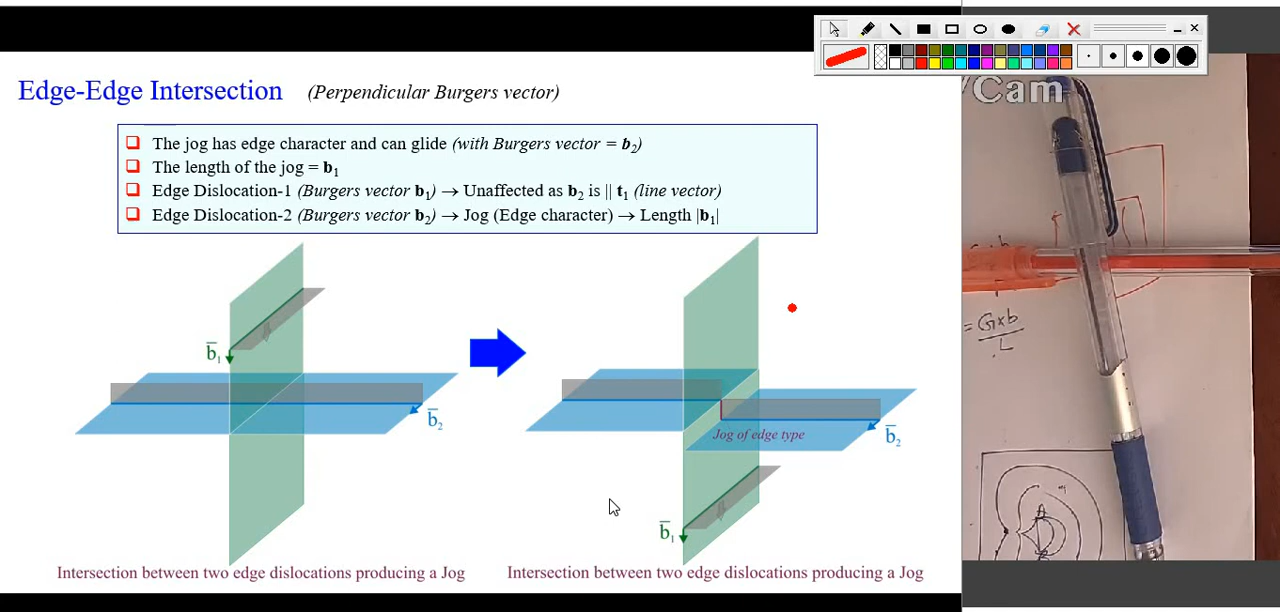 Edge-Edge Intersection (Perpendicular Burgers vector)
❑ The jog has edge character and can glide (with Burgers vector = b₂)
❑ The length of the jog = b₁
❑ Edge Dislocation-1 (Burgers vector b₁) → Unaffected as b₂ is || t₁ (line vector)
❑ Edge Dislocation-2 (Burgers vector b₂) → Jog (Edge character) → Length |b₁|
b̅₁
b̅₂
Intersection between two edge dislocations producing a Jog
Jog of edge type
b̅₂
b̅₁
Intersection between two edge dislocations producing a Jog
Cam
= G×b
L